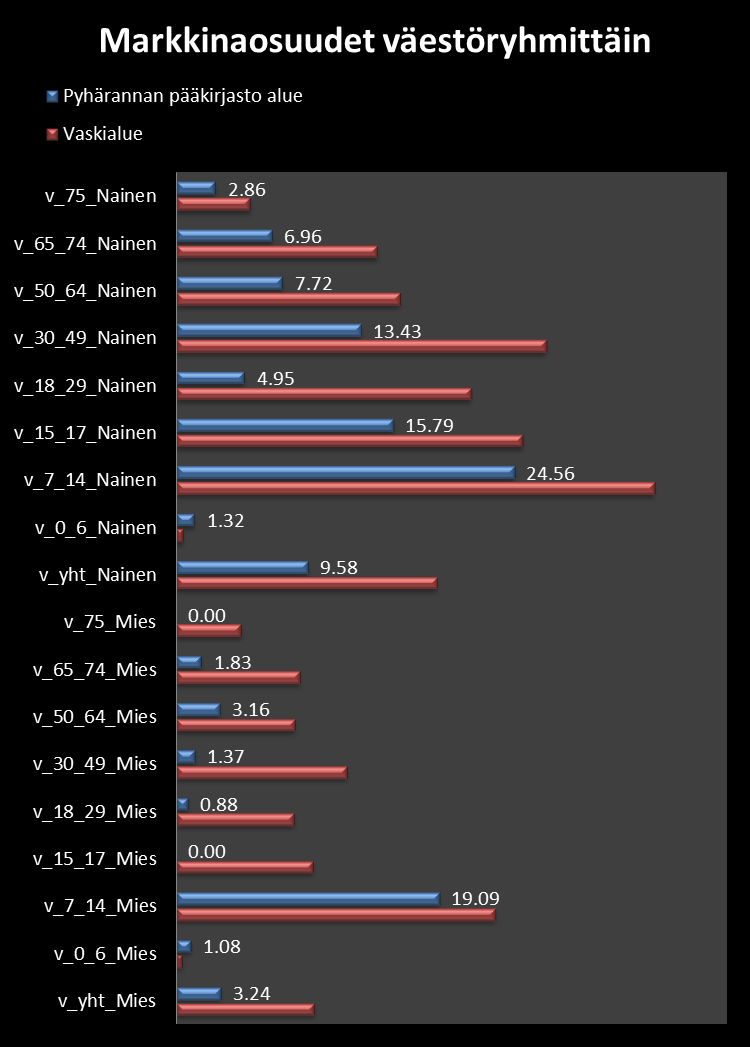 Markkinaosuudet väestöryhmittäin
Pyhärannan pääkirjasto alue
Vaskialue
v_75_Nainen 2.86
v_65_74_Nainen 6.96
v_50_64_Nainen 7.72
v_30_49_Nainen 13.43
v_18_29_Nainen 4.95
v_15_17_Nainen 15.79
v_7_14_Nainen 24.56
v_0_6_Nainen 1.32
v_yht_Nainen 9.58
v_75_Mies 0.00
v_65_74_Mies 1.83
v_50_64_Mies 3.16
v_30_49_Mies 1.37
v_18_29_Mies 0.88
v_15_17_Mies 0.00
v_7_14_Mies 19.09
v_0_6_Mies 1.08
v_yht_Mies 3.24